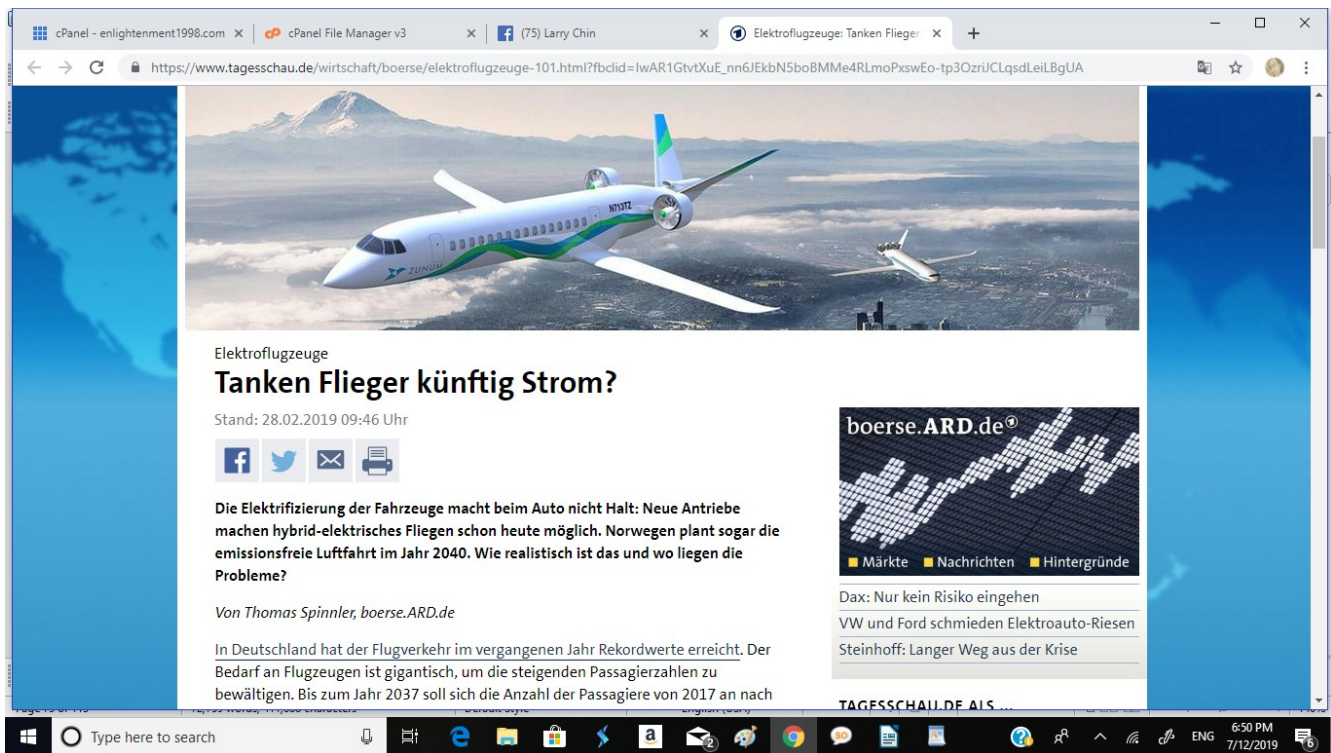 cPanel - enlightenment1998.com
cPanel File Manager v3
(75) Larry Chin
Elektroflugzeuge: Tanken Flieger
https://www.tagesschau.de/wirtschaft/boerse/elektroflugzeuge-101.html?fbclid=IwAR1GtvtXuE_nn6JEkbN5boBMMe4RLmoPxswEo-tp3OzriJCLqsdLeiLBgUA
N713TZ
ZUNUM
Elektroflugzeuge
Tanken Flieger künftig Strom?
Stand: 28.02.2019 09:46 Uhr
Die Elektrifizierung der Fahrzeuge macht beim Auto nicht Halt: Neue Antriebe
machen hybrid-elektrisches Fliegen schon heute möglich. Norwegen plant sogar die
emissionsfreie Luftfahrt im Jahr 2040. Wie realistisch ist das und wo liegen die
Probleme?
Von Thomas Spinnler, boerse.ARD.de
In Deutschland hat der Flugverkehr im vergangenen Jahr Rekordwerte erreicht. Der
Bedarf an Flugzeugen ist gigantisch, um die steigenden Passagierzahlen zu
bewältigen. Bis zum Jahr 2037 soll sich die Anzahl der Passagiere von 2017 an nach
boerse.ARD.de
Märkte Nachrichten Hintergründe
Dax: Nur kein Risiko eingehen
VW und Ford schmieden Elektroauto-Riesen
Steinhoff: Langer Weg aus der Krise
TAGESSCHAU.DE ALS ...
Type here to search
ENG
6:50 PM
7/12/2019